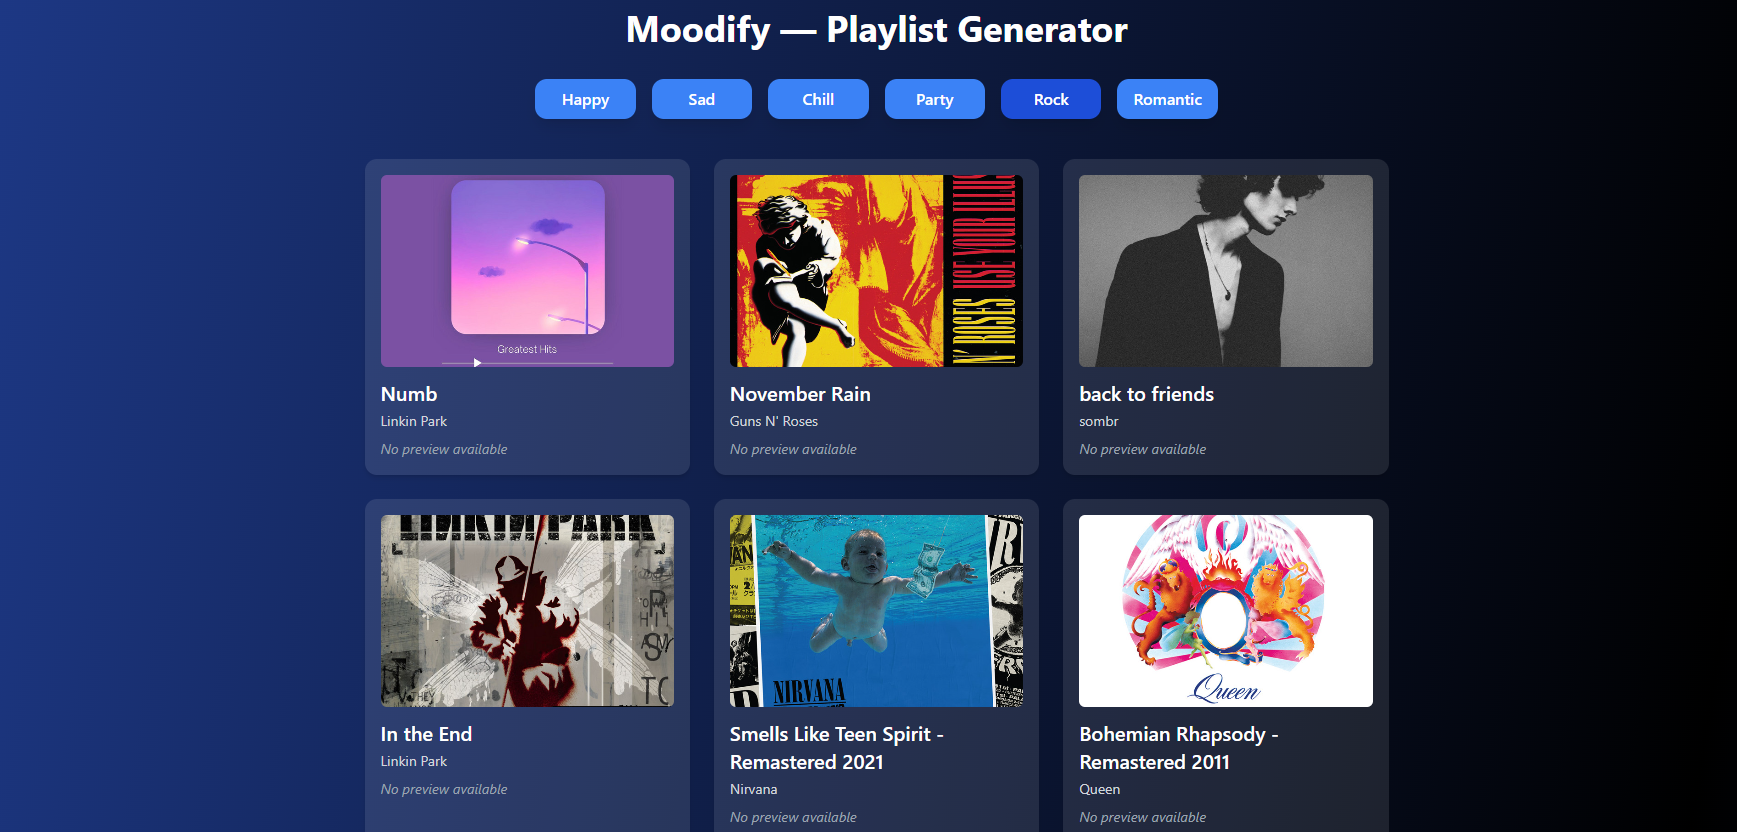 Moodify — Playlist Generator
Happy
Sad
Chill
Party
Rock
Romantic
Greatest Hits
N' ROSES USE YOUR ILLUS
Numb
Linkin Park
No preview available
November Rain
Guns N' Roses
No preview available
back to friends
sombr
No preview available
LINKIN PARK
NIRVANA
Queen
In the End
Linkin Park
No preview available
Smells Like Teen Spirit -
Remastered 2021
Nirvana
No preview available
Bohemian Rhapsody -
Remastered 2011
Queen
No preview available